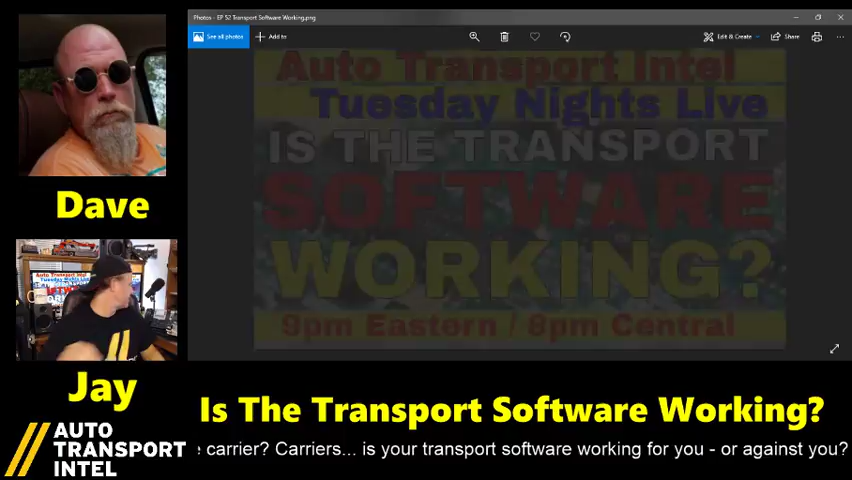 Photos - EP 52 Transport Software Working.png
See all photos
Add to
Edit & Create
Share
Auto Transport Intel
Tuesday Nights Live
IS THE TRANSPORT
SOFTWARE
WORKING?
9pm Eastern / 8pm Central
Dave
Jay
Is The Transport Software Working?
AUTO
TRANSPORT
INTEL
carrier? Carriers... is your transport software working for you - or against you?